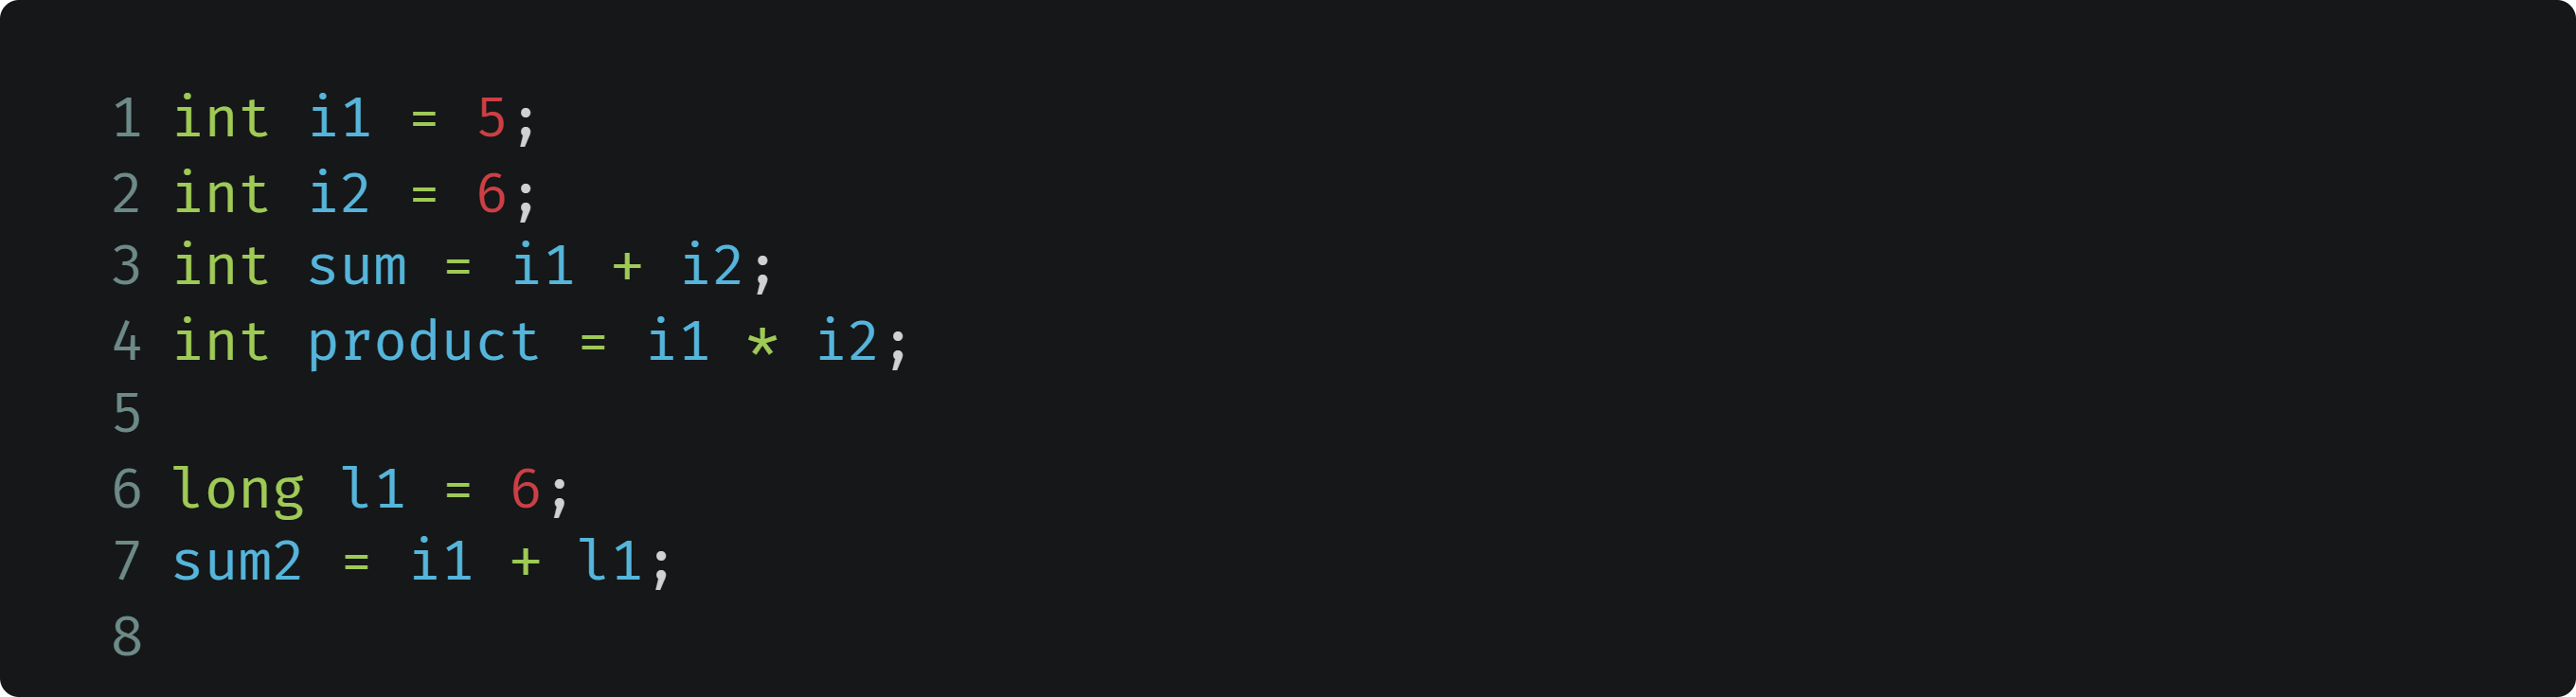 1 int i1 = 5;
2 int i2 = 6;
3 int sum = i1 + i2;
4 int product = i1 * i2;
5
6 long l1 = 6;
7 sum2 = i1 + l1;
8